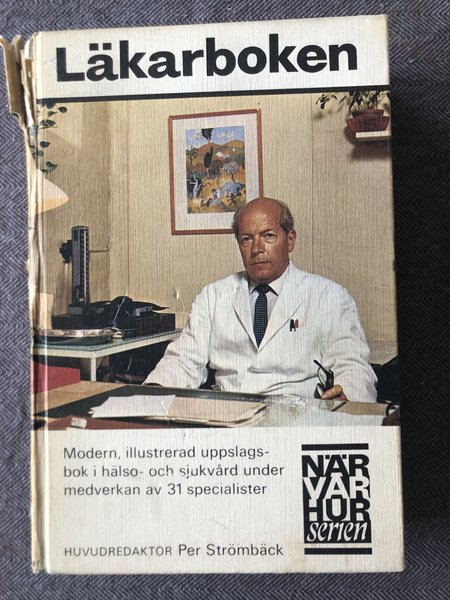 Läkarboken
Modern, illustrerad uppslags-
bok i hälso- och sjukvård under
medverkan av 31 specialister
HUVUDREDAKTÖR Per Strömbäck
NÄR
VAR
HUR
serien